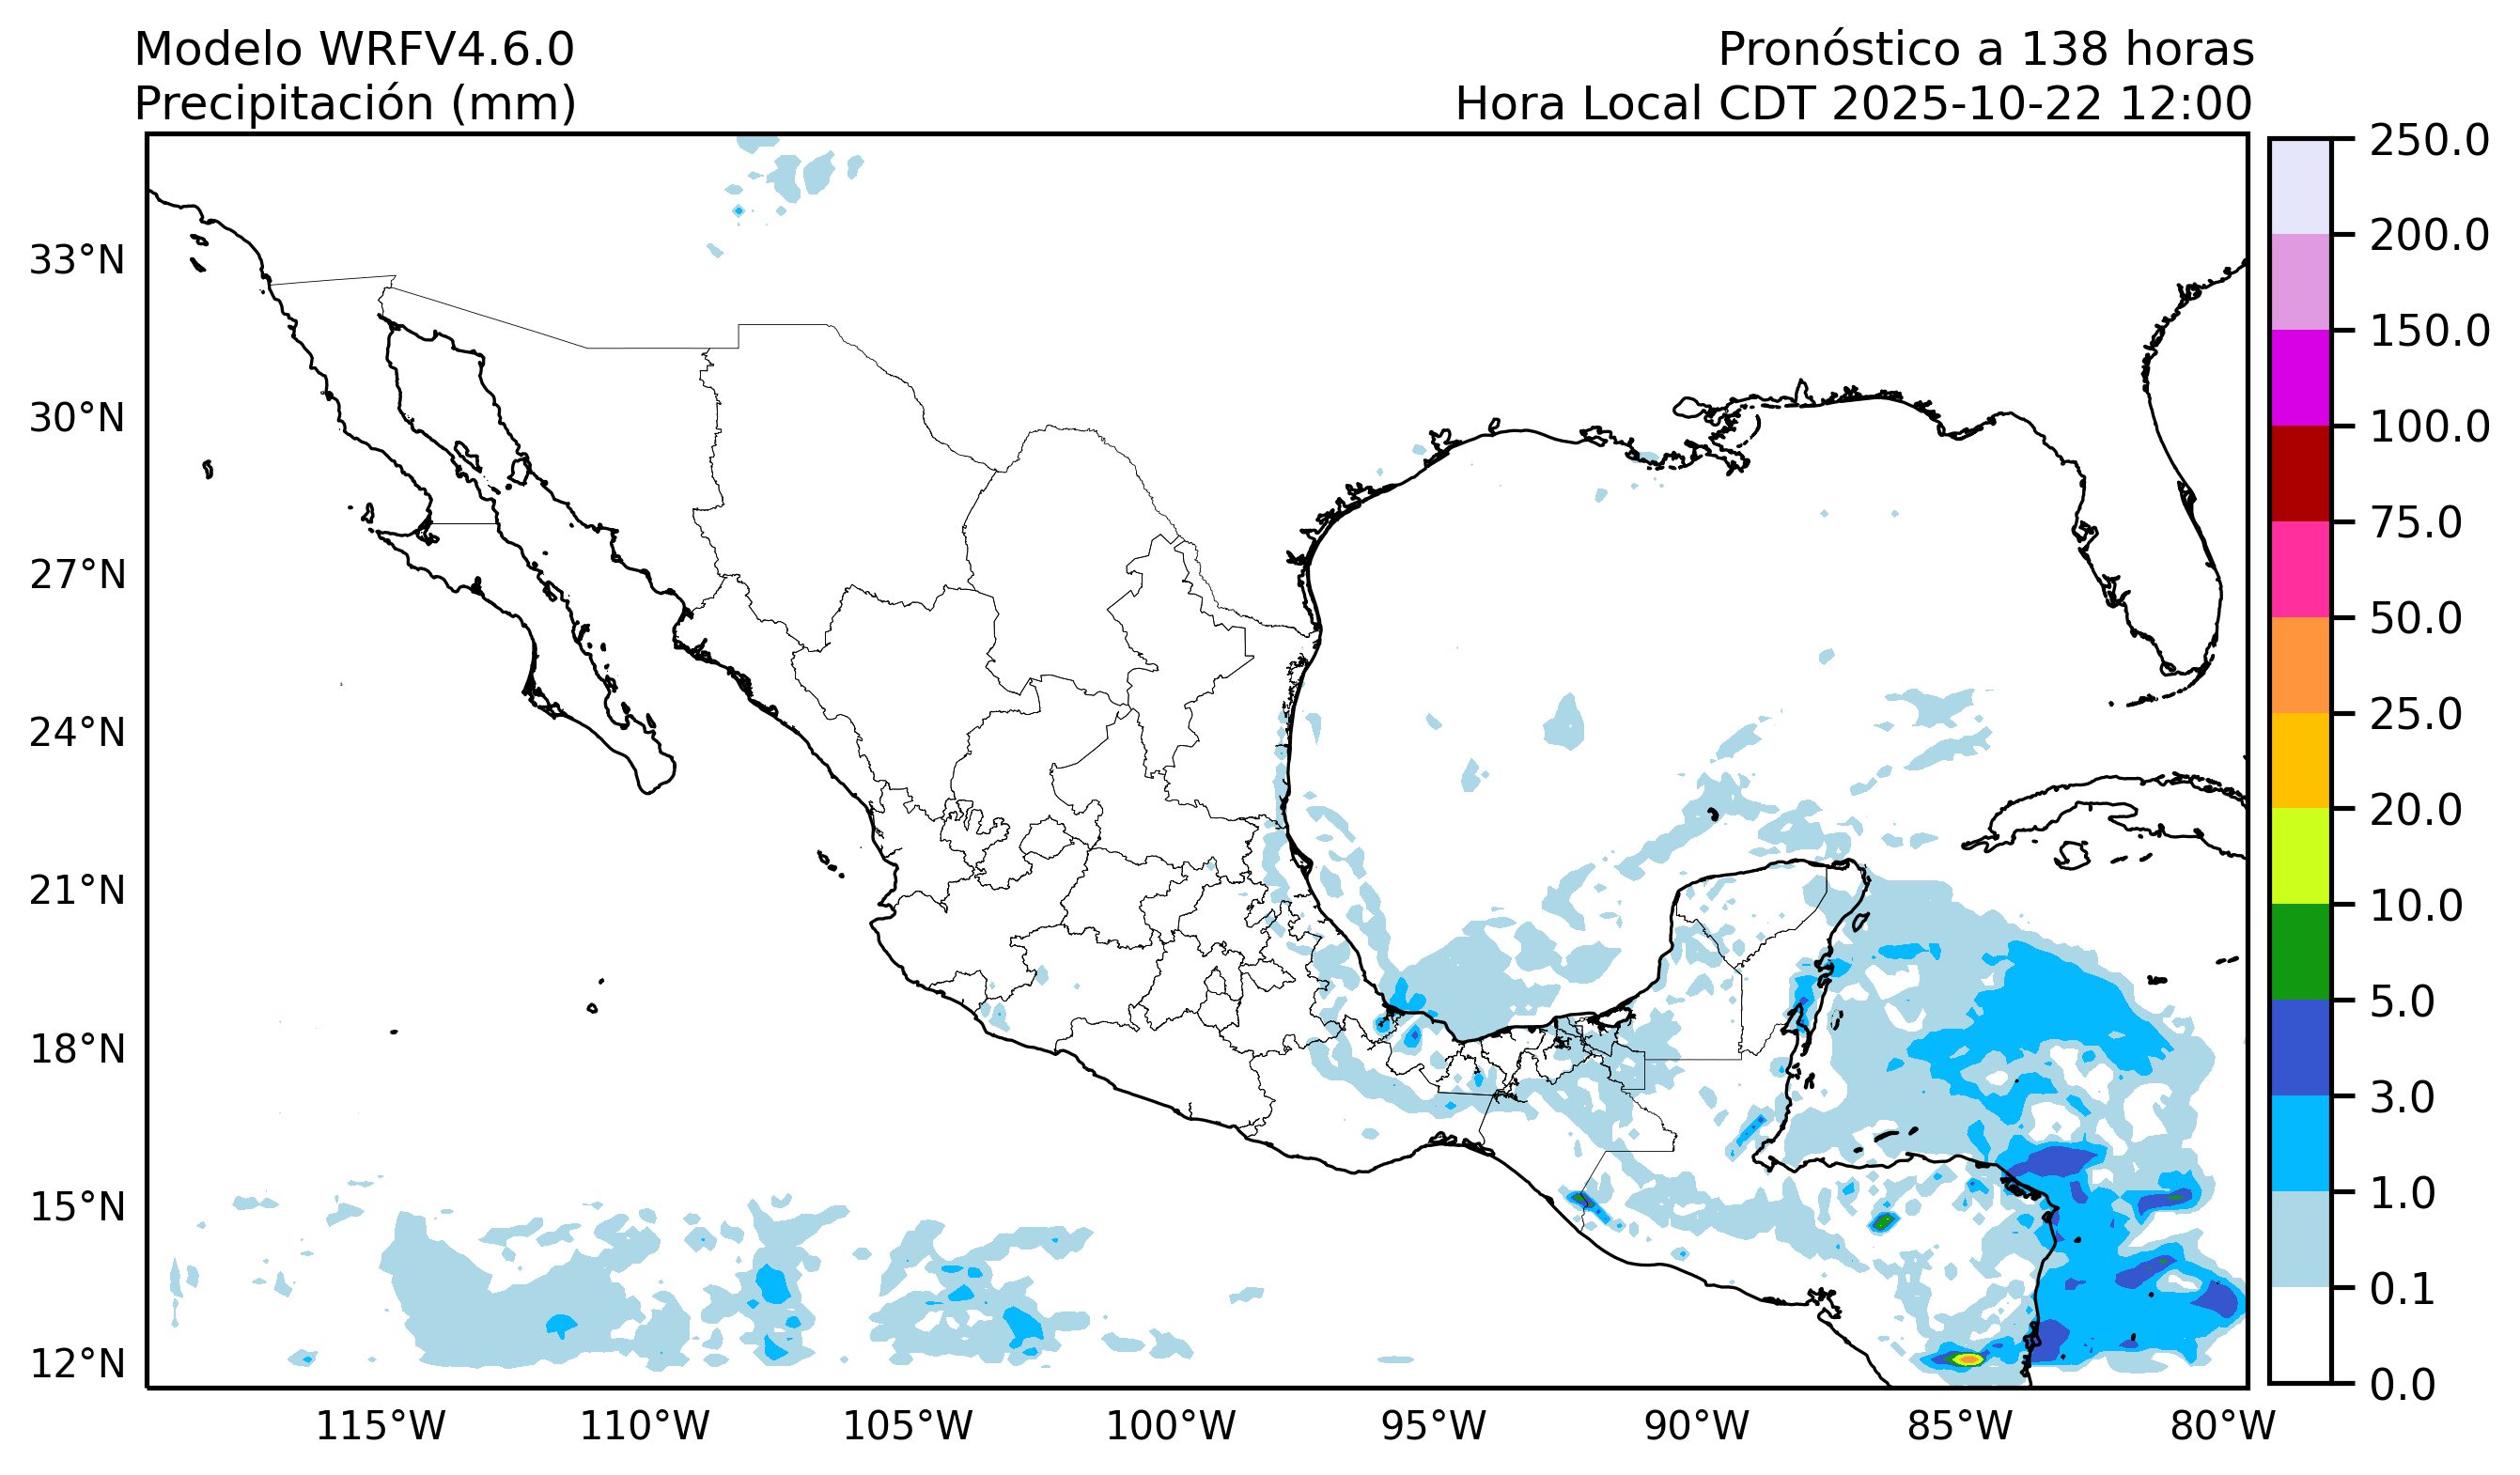 Modelo WRFV4.6.0
Precipitación (mm)
Pronóstico a 138 horas
Hora Local CDT 2025-10-22 12:00
33°N
30°N
27°N
24°N
21°N
18°N
15°N
12°N
115°W
110°W
105°W
100°W
95°W
90°W
85°W
80°W
250.0
200.0
150.0
100.0
75.0
50.0
25.0
20.0
10.0
5.0
3.0
1.0
0.1
0.0